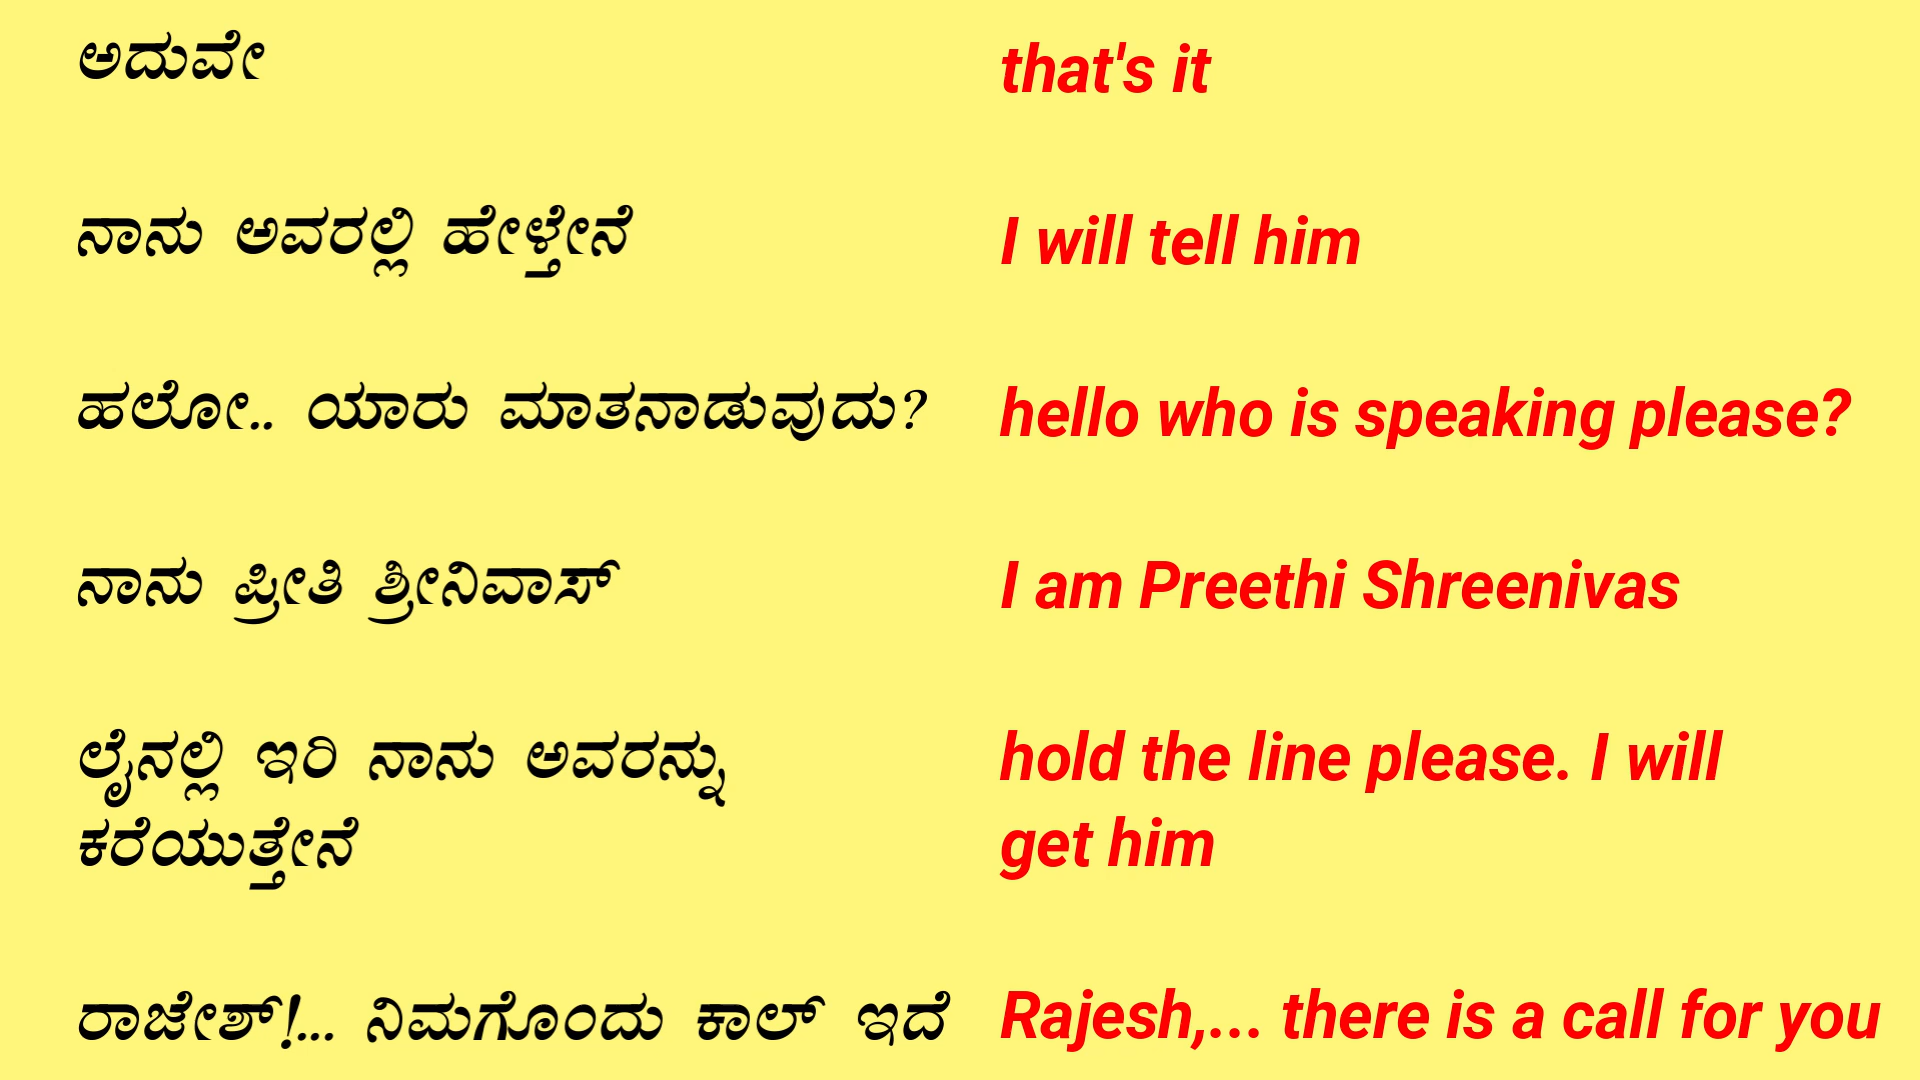 ಅದುವೇ
that's it
ನಾನು ಅವರಲ್ಲಿ ಹೇಳ್ತೇನೆ
I will tell him
ಹಲೋ.. ಯಾರು ಮಾತನಾಡುವುದು?
hello who is speaking please?
ನಾನು ಪ್ರೀತಿ ಶ್ರೀನಿವಾಸ್
I am Preethi Shreenivas
ಲೈನಲ್ಲಿ ಇರಿ ನಾನು ಅವರನ್ನು
ಕರೆಯುತ್ತೇನೆ
hold the line please. I will
get him
ರಾಜೇಶ್!... ನಿಮಗೊಂದು ಕಾಲ್ ಇದೆ
Rajesh,... there is a call for you